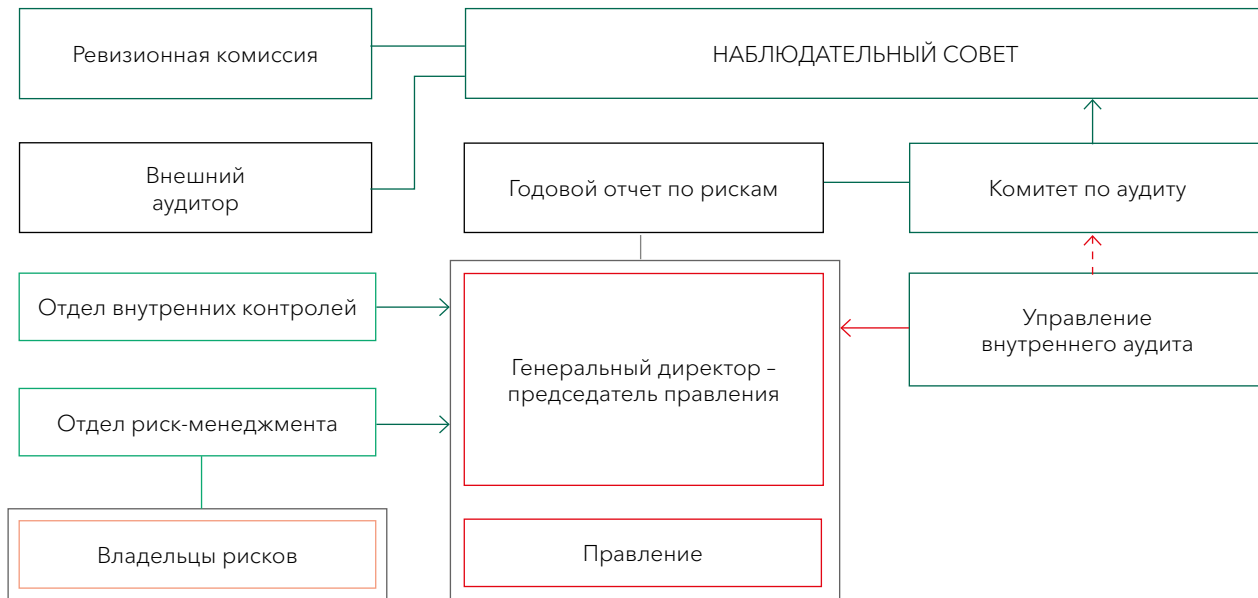 Ревизионная комиссия
НАБЛЮДАТЕЛЬНЫЙ СОВЕТ
Внешний
аудитор
Годовой отчет по рискам
Комитет по аудиту
Отдел внутренних контролей
Управление
внутреннего аудита
Генеральный директор –
председатель правления
Отдел риск-менеджмента
Владельцы рисков
Правление